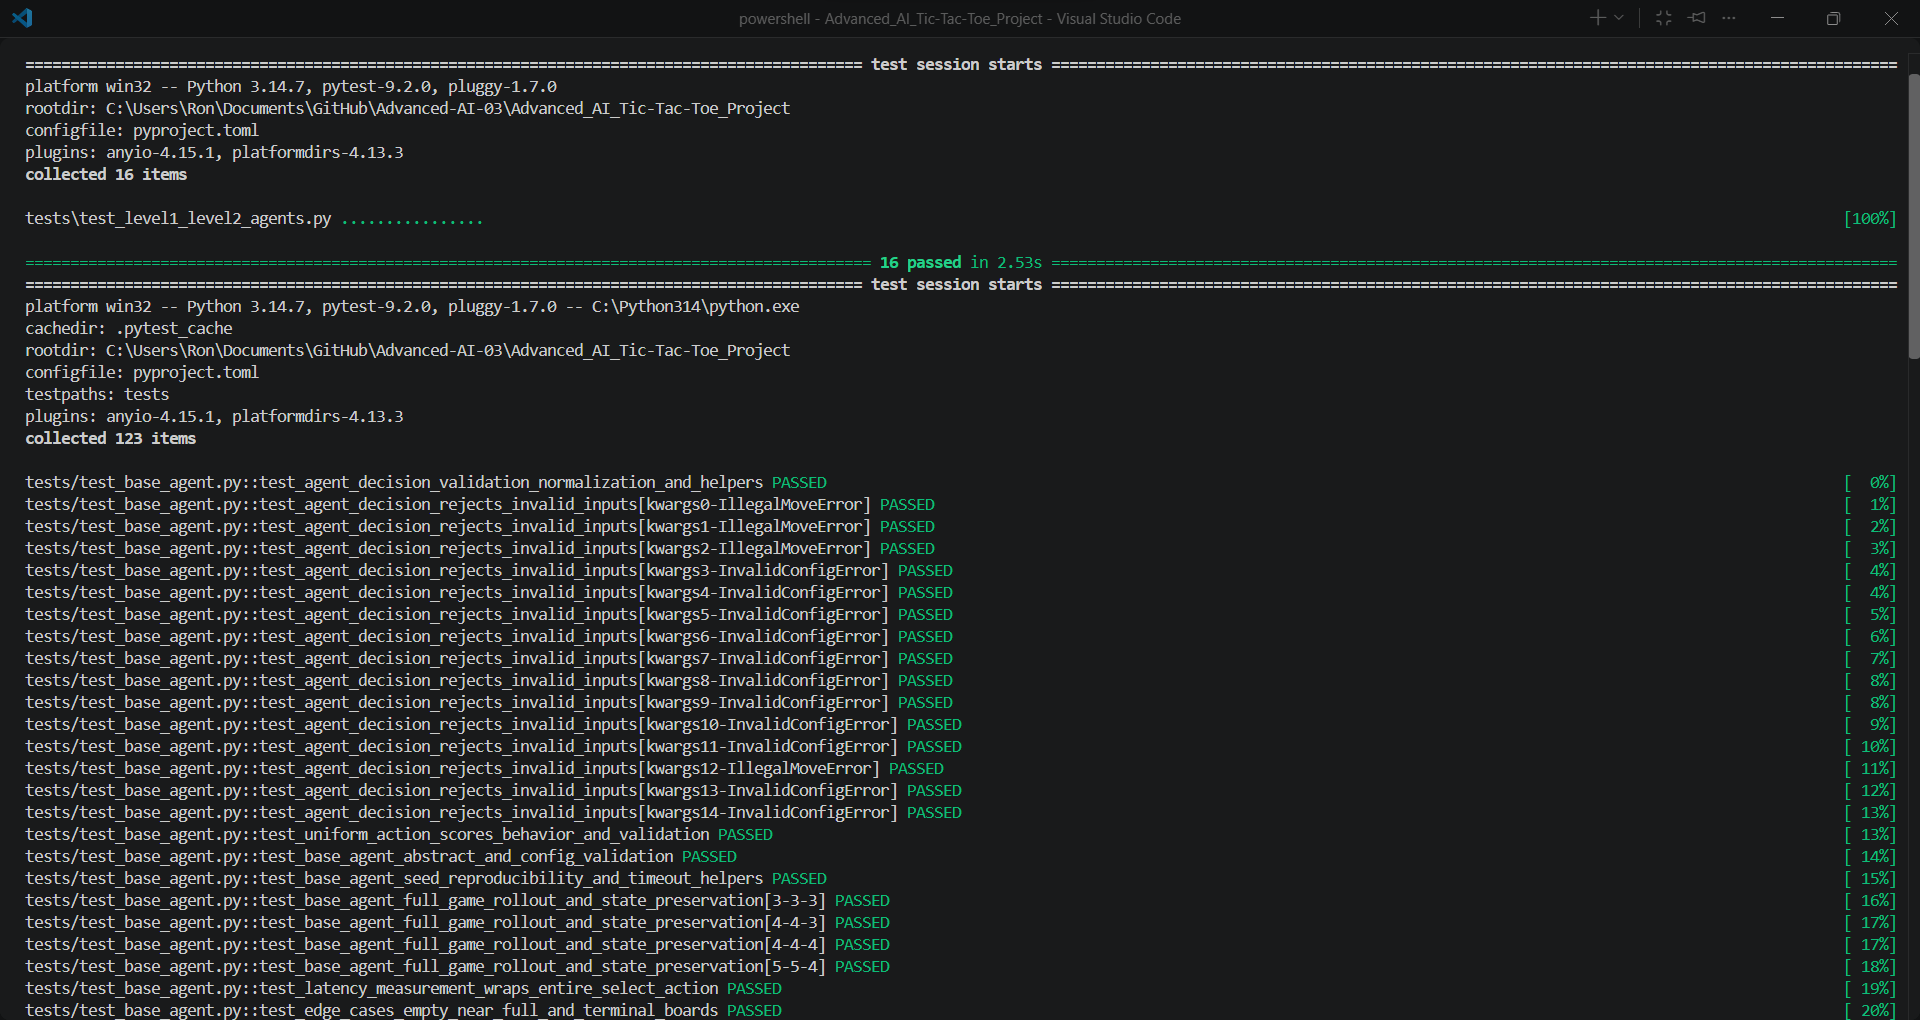 powershell - Advanced_AI_Tic-Tac-Toe_Project - Visual Studio Code
============================================================================================= test session starts ==============================================================================================
platform win32 -- Python 3.14.7, pytest-9.2.0, pluggy-1.7.0
rootdir: C:\Users\Ron\Documents\GitHub\Advanced-AI-03\Advanced_AI_Tic-Tac-Toe_Project
configfile: pyproject.toml
plugins: anyio-4.15.1, platformdirs-4.13.3
collected 16 items
tests\test_level1_level2_agents.py ................ [100%]
============================================================================================== 16 passed in 2.53s ==============================================================================================
============================================================================================= test session starts ==============================================================================================
platform win32 -- Python 3.14.7, pytest-9.2.0, pluggy-1.7.0 -- C:\Python314\python.exe
cachedir: .pytest_cache
rootdir: C:\Users\Ron\Documents\GitHub\Advanced-AI-03\Advanced_AI_Tic-Tac-Toe_Project
configfile: pyproject.toml
testpaths: tests
plugins: anyio-4.15.1, platformdirs-4.13.3
collected 123 items
tests/test_base_agent.py::test_agent_decision_validation_normalization_and_helpers PASSED [  0%]
tests/test_base_agent.py::test_agent_decision_rejects_invalid_inputs[kwargs0-IllegalMoveError] PASSED [  1%]
tests/test_base_agent.py::test_agent_decision_rejects_invalid_inputs[kwargs1-IllegalMoveError] PASSED [  2%]
tests/test_base_agent.py::test_agent_decision_rejects_invalid_inputs[kwargs2-IllegalMoveError] PASSED [  3%]
tests/test_base_agent.py::test_agent_decision_rejects_invalid_inputs[kwargs3-InvalidConfigError] PASSED [  4%]
tests/test_base_agent.py::test_agent_decision_rejects_invalid_inputs[kwargs4-InvalidConfigError] PASSED [  4%]
tests/test_base_agent.py::test_agent_decision_rejects_invalid_inputs[kwargs5-InvalidConfigError] PASSED [  5%]
tests/test_base_agent.py::test_agent_decision_rejects_invalid_inputs[kwargs6-InvalidConfigError] PASSED [  6%]
tests/test_base_agent.py::test_agent_decision_rejects_invalid_inputs[kwargs7-InvalidConfigError] PASSED [  7%]
tests/test_base_agent.py::test_agent_decision_rejects_invalid_inputs[kwargs8-InvalidConfigError] PASSED [  8%]
tests/test_base_agent.py::test_agent_decision_rejects_invalid_inputs[kwargs9-InvalidConfigError] PASSED [  8%]
tests/test_base_agent.py::test_agent_decision_rejects_invalid_inputs[kwargs10-InvalidConfigError] PASSED [  9%]
tests/test_base_agent.py::test_agent_decision_rejects_invalid_inputs[kwargs11-InvalidConfigError] PASSED [ 10%]
tests/test_base_agent.py::test_agent_decision_rejects_invalid_inputs[kwargs12-IllegalMoveError] PASSED [ 11%]
tests/test_base_agent.py::test_agent_decision_rejects_invalid_inputs[kwargs13-InvalidConfigError] PASSED [ 12%]
tests/test_base_agent.py::test_agent_decision_rejects_invalid_inputs[kwargs14-InvalidConfigError] PASSED [ 13%]
tests/test_base_agent.py::test_uniform_action_scores_behavior_and_validation PASSED [ 13%]
tests/test_base_agent.py::test_base_agent_abstract_and_config_validation PASSED [ 14%]
tests/test_base_agent.py::test_base_agent_seed_reproducibility_and_timeout_helpers PASSED [ 15%]
tests/test_base_agent.py::test_base_agent_full_game_rollout_and_state_preservation[3-3-3] PASSED [ 16%]
tests/test_base_agent.py::test_base_agent_full_game_rollout_and_state_preservation[4-4-3] PASSED [ 17%]
tests/test_base_agent.py::test_base_agent_full_game_rollout_and_state_preservation[4-4-4] PASSED [ 17%]
tests/test_base_agent.py::test_base_agent_full_game_rollout_and_state_preservation[5-5-4] PASSED [ 18%]
tests/test_base_agent.py::test_latency_measurement_wraps_entire_select_action PASSED [ 19%]
tests/test_base_agent.py::test_edge_cases_empty_near_full_and_terminal_boards PASSED [ 20%]